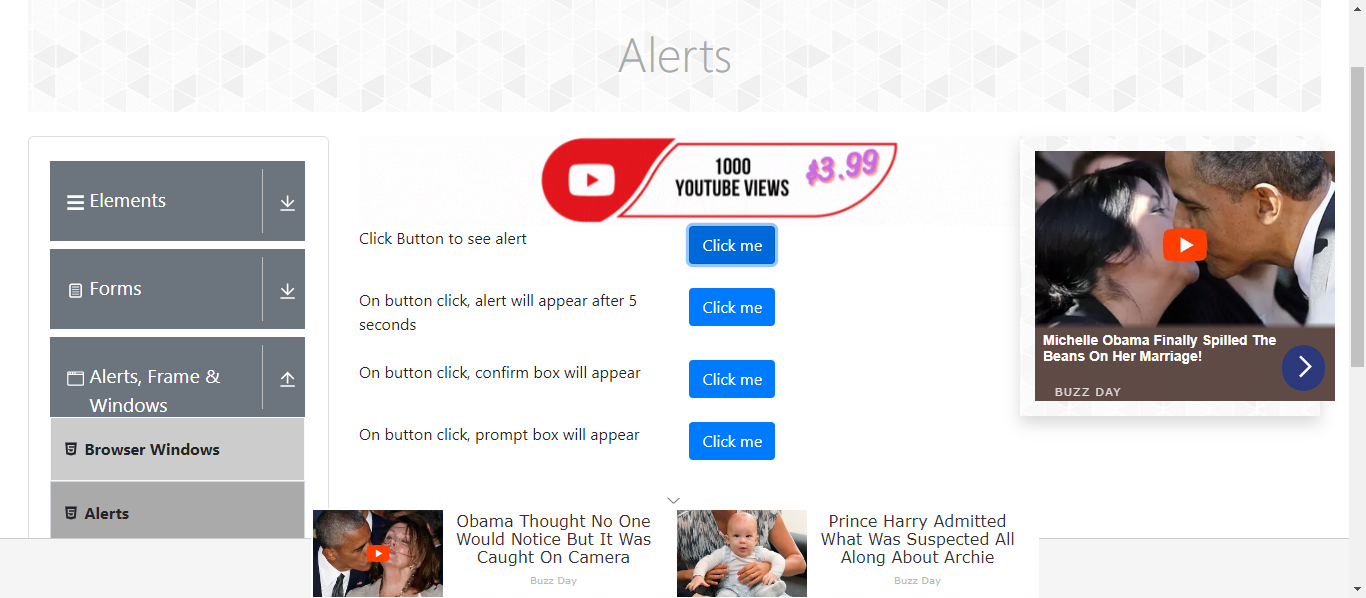 Alerts
Elements
Forms
Alerts, Frame &
Windows
Browser Windows
Alerts
1000
YOUTUBE VIEWS
$3.99
Click Button to see alert
Click me
On button click, alert will appear after 5
seconds
Click me
On button click, confirm box will appear
Click me
On button click, prompt box will appear
Click me
Michelle Obama Finally Spilled The
Beans On Her Marriage!
BUZZ DAY
Obama Thought No One
Would Notice But It Was
Caught On Camera
Buzz Day
Prince Harry Admitted
What Was Suspected All
Along About Archie
Buzz Day